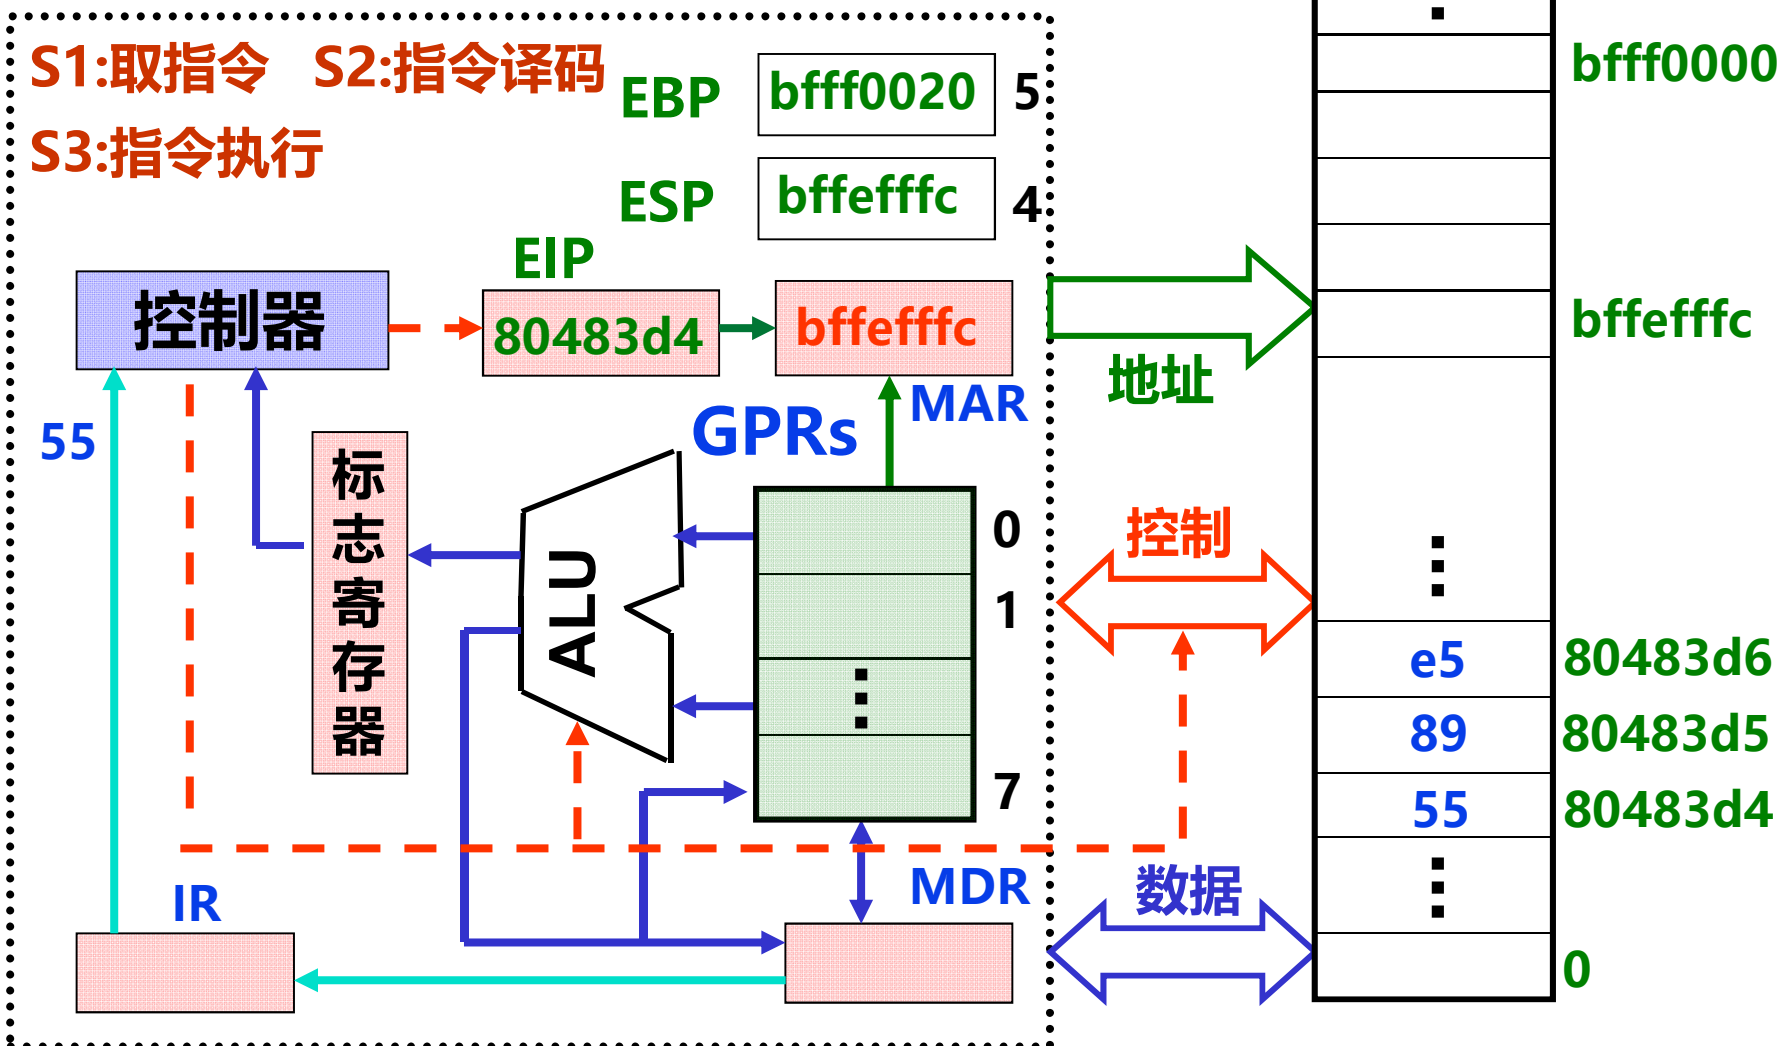 S1:取指令 S2:指令译码
S3:指令执行
EBP
bfff0020
5
ESP
bffefffc
4
EIP
控制器
80483d4
bffefffc
MAR
55
标志寄存器
ALU
GPRs
0
1
⋮
7
IR
MDR
地址
控制
数据
bfff0000
bffefffc
⋮
e5
80483d6
89
80483d5
55
80483d4
⋮
0